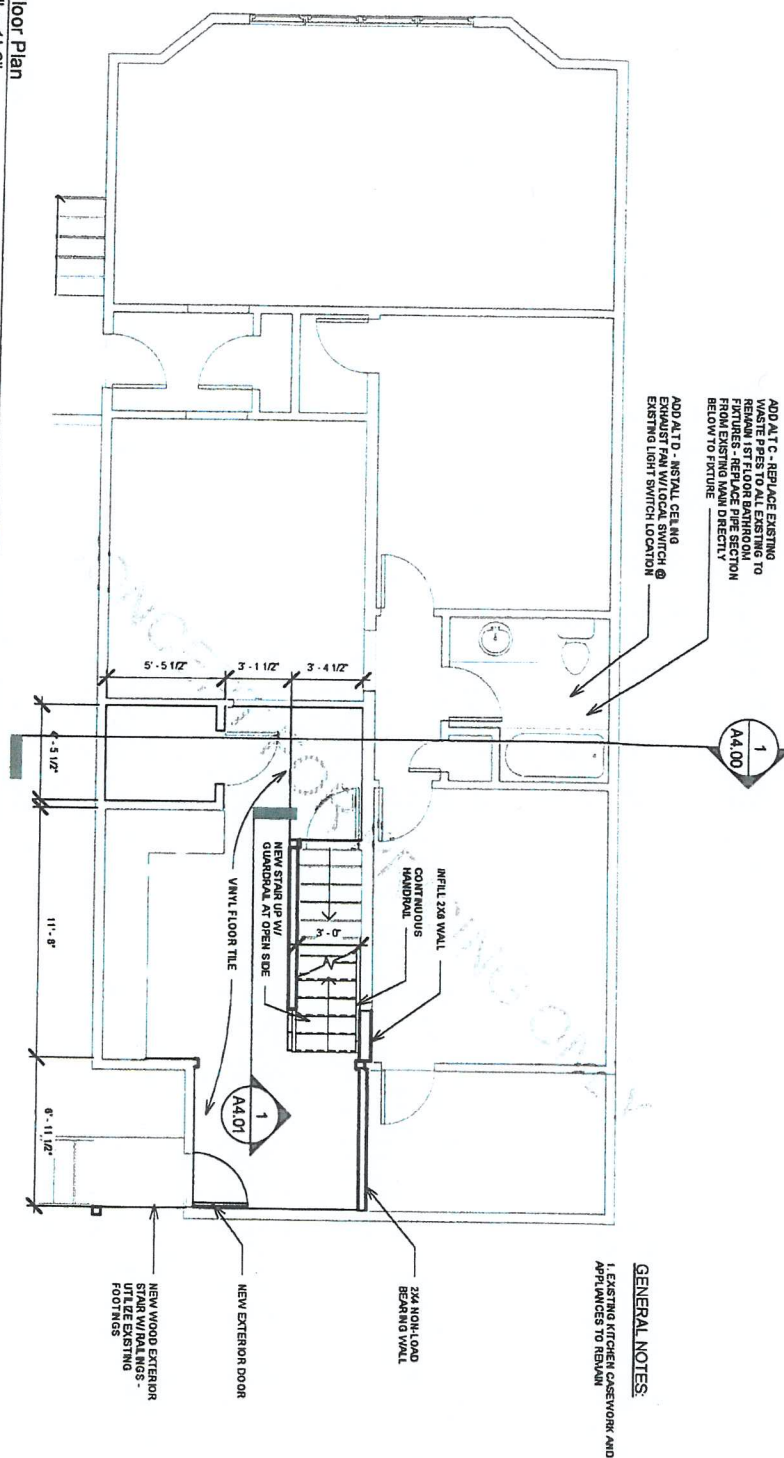 GENERAL NOTES:
1. EXISTING KITCHEN CASEWORK AND
APPLIANCES TO REMAIN
ADD ALT C - REPLACE EXISTING
WASTE PIPES TO ALL EXISTING TO
REMAIN 1ST FLOOR BATHROOM
FIXTURES - REPLACE PIPE SECTION
FROM EXISTING MAIN DIRECTLY
BELOW TO FIXTURE
ADD ALT D - INSTALL CEILING
EXHAUST FAN W/ LOCAL SWITCH @
EXISTING LIGHT SWITCH LOCATION
1
A4.00
INFILL 2X6 WALL
CONTINUOUS
HANDRAIL
2X4 NON-LOAD
BEARING WALL
3' - 4 1/2"
3' - 1 1/2"
5' - 5 1/2"
3' - 0"
NEW STAIR UP W/
GUARDRAIL AT OPEN SIDE
VINYL FLOOR TILE
1
A4.01
NEW EXTERIOR DOOR
NEW WOOD EXTERIOR
STAIR W/ RAILINGS -
UTILIZE EXISTING
FOOTINGS
5 1/2"
11' - 8"
6' - 11 1/2"
loor Plan